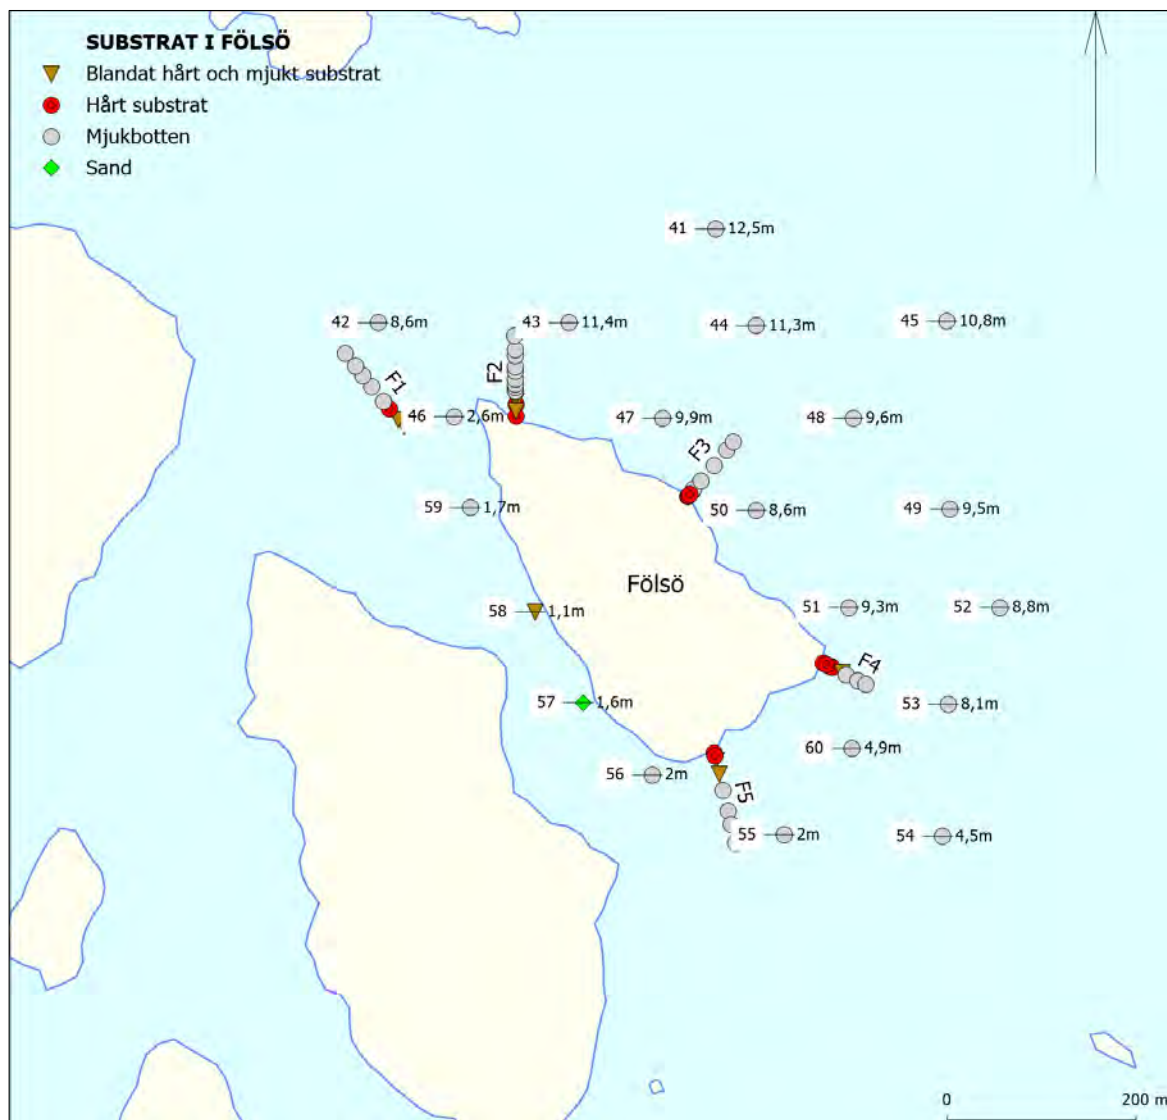 SUBSTRAT I FÖLSÖ
Blandat hårt och mjukt substrat
Hårt substrat
Mjukbotten
Sand
41 12,5m
42 8,6m
43 11,4m
44 11,3m
45 10,8m
F1
F2
46 2,6m
47 9,9m
48 9,6m
F3
59 1,7m
50 8,6m
49 9,5m
Fölsö
58 1,1m
51 9,3m
52 8,8m
F4
57 1,6m
53 8,1m
60 4,9m
56 2m
F5
55 2m
54 4,5m
0 200 m